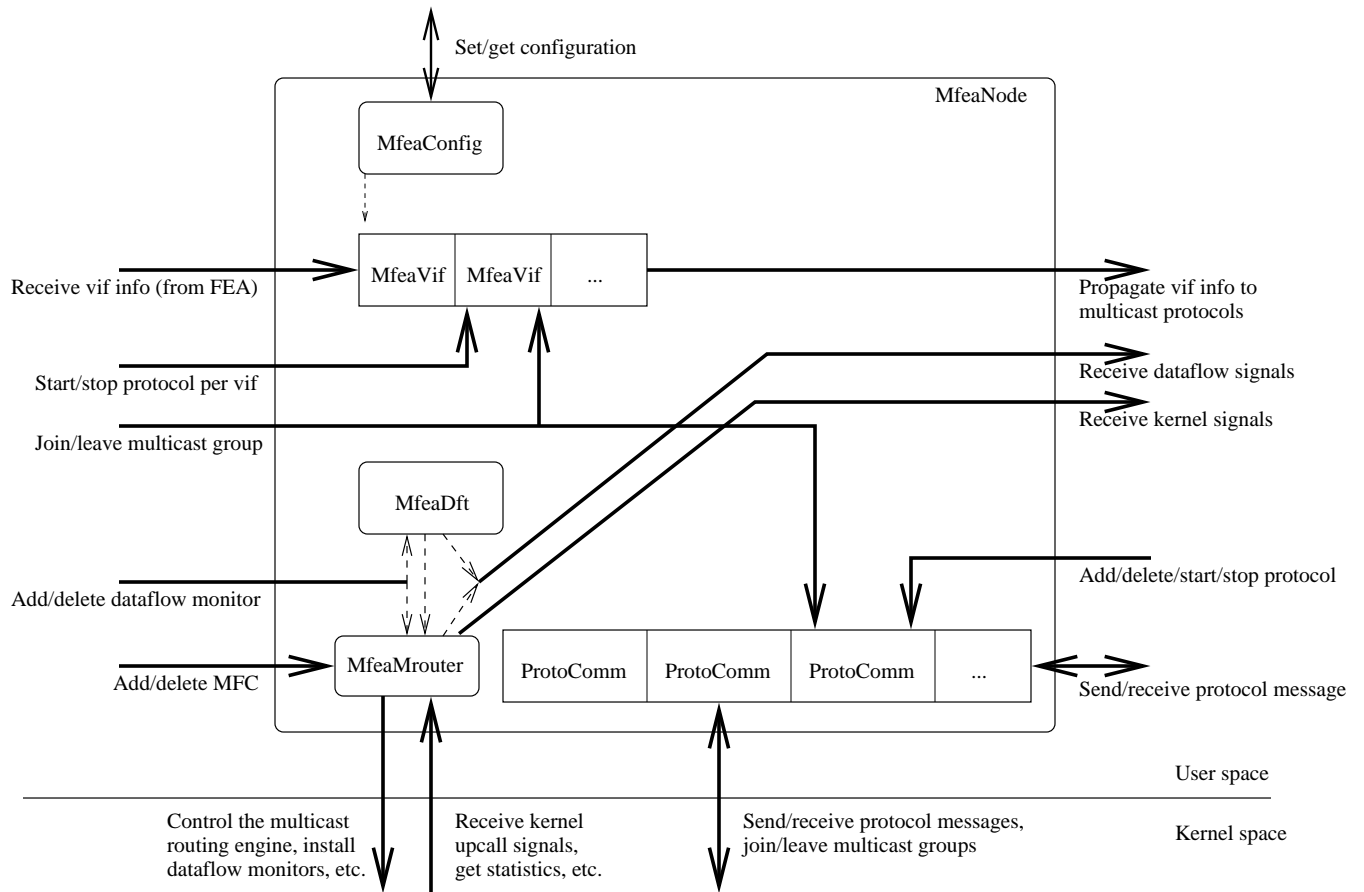 Set/get configuration
MfeaNode
MfeaConfig
MfeaVif
MfeaVif
...
Receive vif info (from FEA)
Propagate vif info to
multicast protocols
Start/stop protocol per vif
Receive dataflow signals
Receive kernel signals
Join/leave multicast group
MfeaDft
Add/delete dataflow monitor
Add/delete/start/stop protocol
MfeaMrouter
ProtoComm
ProtoComm
ProtoComm
...
Add/delete MFC
Send/receive protocol message
User space
Kernel space
Control the multicast
routing engine, install
dataflow monitors, etc.
Receive kernel
upcall signals,
get statistics, etc.
Send/receive protocol messages,
join/leave multicast groups